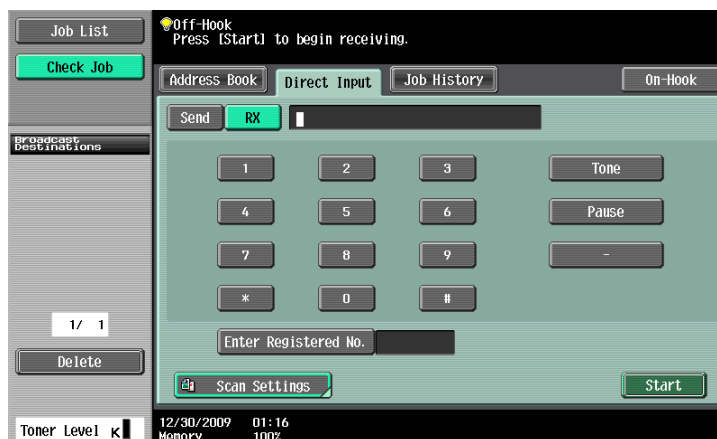 Job List
Check Job
Broadcast
Destinations
1/ 1
Delete
Toner Level K
Off-Hook
Press [Start] to begin receiving.
Address Book
Direct Input
Job History
On-Hook
Send
RX
1
2
3
Tone
4
5
6
Pause
7
8
9
-
*
0
#
Enter Registered No.
Scan Settings
Start
12/30/2009 01:16
Memory 100%